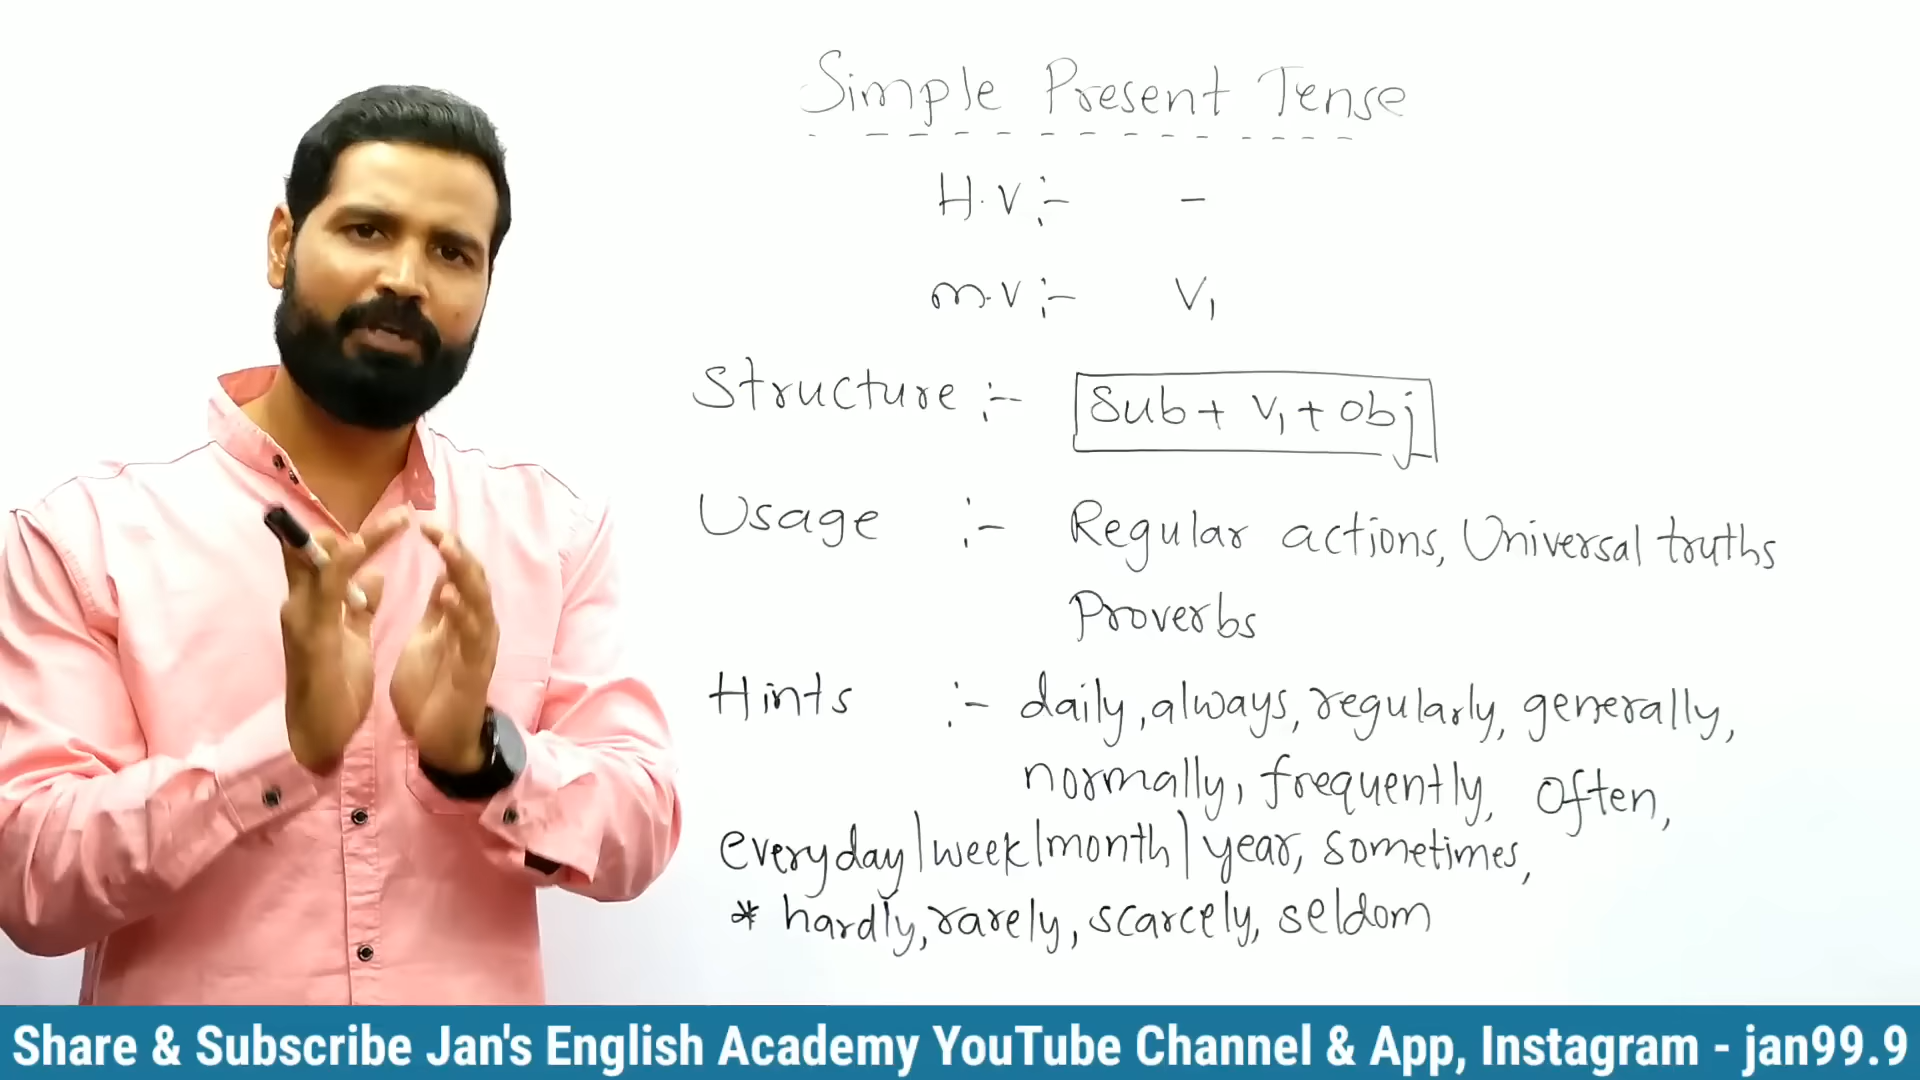 Simple Present Tense
H.V :- -
m.v :- V₁
Structure :- Sub + V₁ + obj
Usage :- Regular actions, Universal truths
Proverbs
Hints :- daily, always, regularly, generally,
normally, frequently, often,
everyday|week|month|year, sometimes,
* hardly, rarely, scarcely, seldom
Share & Subscribe Jan's English Academy YouTube Channel & App, Instagram - jan99.9